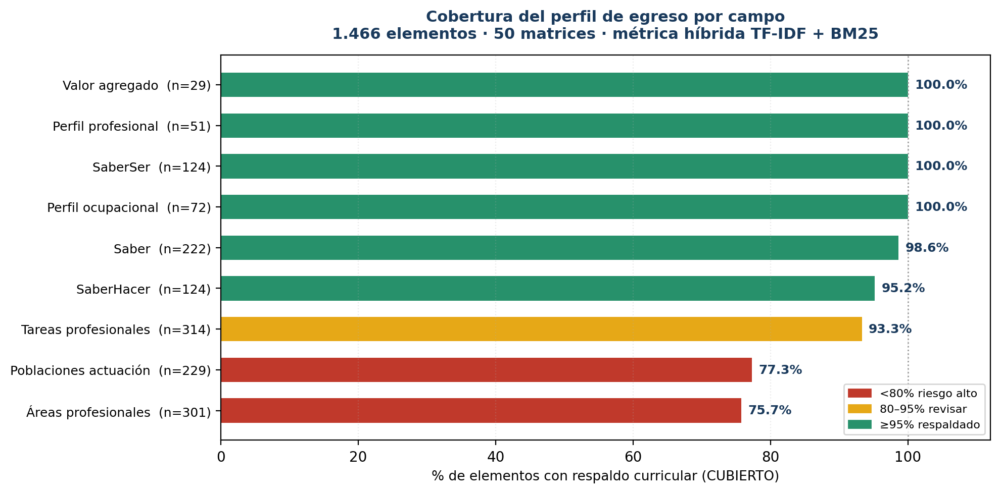 Cobertura del perfil de egreso por campo
1.466 elementos · 50 matrices · métrica híbrida TF-IDF + BM25
Valor agregado (n=29) 100.0%
Perfil profesional (n=51) 100.0%
SaberSer (n=124) 100.0%
Perfil ocupacional (n=72) 100.0%
Saber (n=222) 98.6%
SaberHacer (n=124) 95.2%
Tareas profesionales (n=314) 93.3%
Poblaciones actuación (n=229) 77.3%
Áreas profesionales (n=301) 75.7%
<80% riesgo alto
80–95% revisar
≥95% respaldado
0 20 40 60 80 100
% de elementos con respaldo curricular (CUBIERTO)